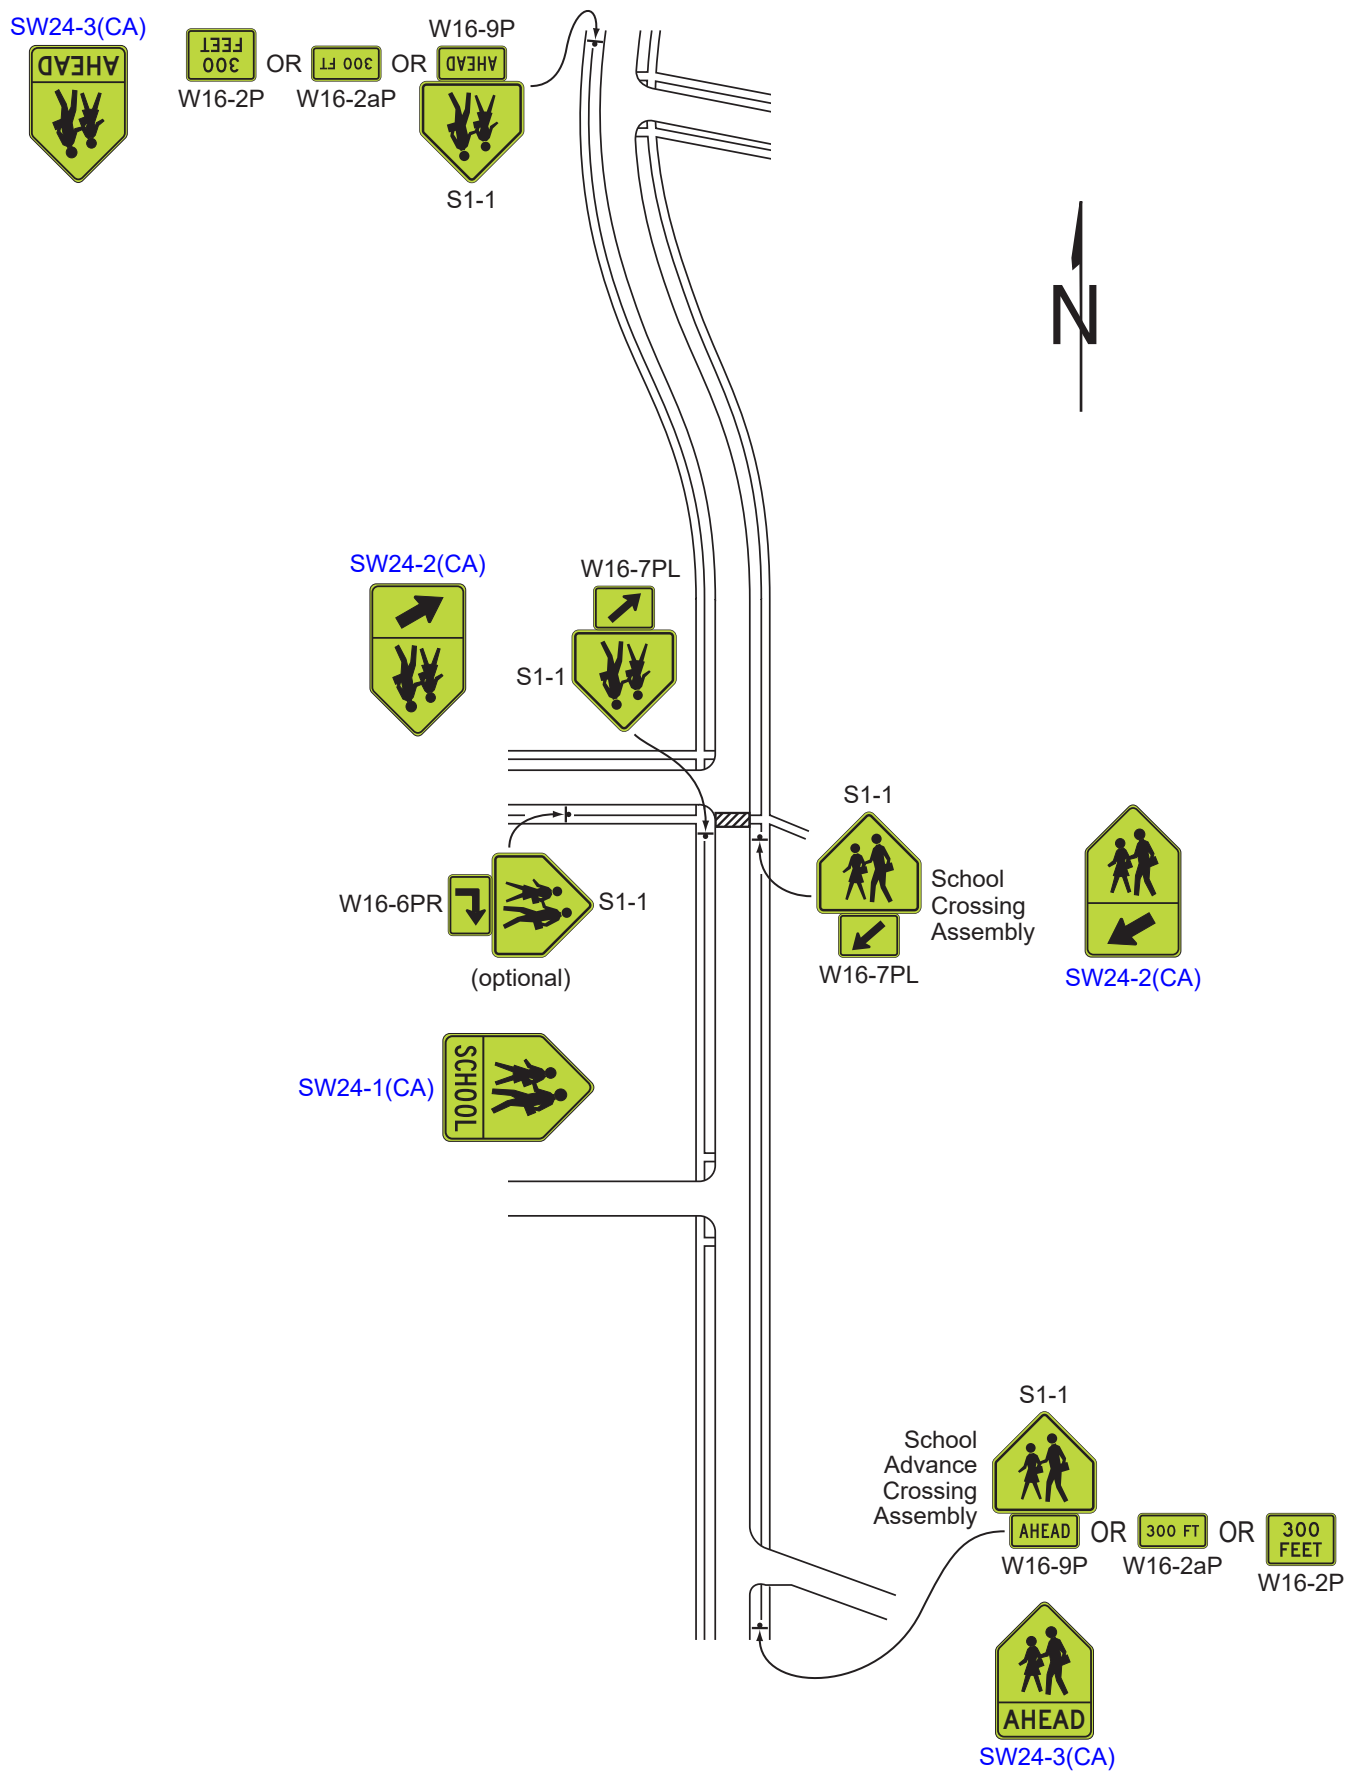 SW24-3(CA)
AHEAD
300
FEET
W16-2P
OR
300 FT
W16-2aP
OR
W16-9P
AHEAD
S1-1
N
SW24-2(CA)
W16-7PL
S1-1
S1-1
School
Crossing
Assembly
W16-7PL
SW24-2(CA)
W16-6PR
S1-1
(optional)
SW24-1(CA)
SCHOOL
S1-1
School
Advance
Crossing
Assembly
AHEAD
W16-9P
OR
300 FT
W16-2aP
OR
300
FEET
W16-2P
AHEAD
SW24-3(CA)